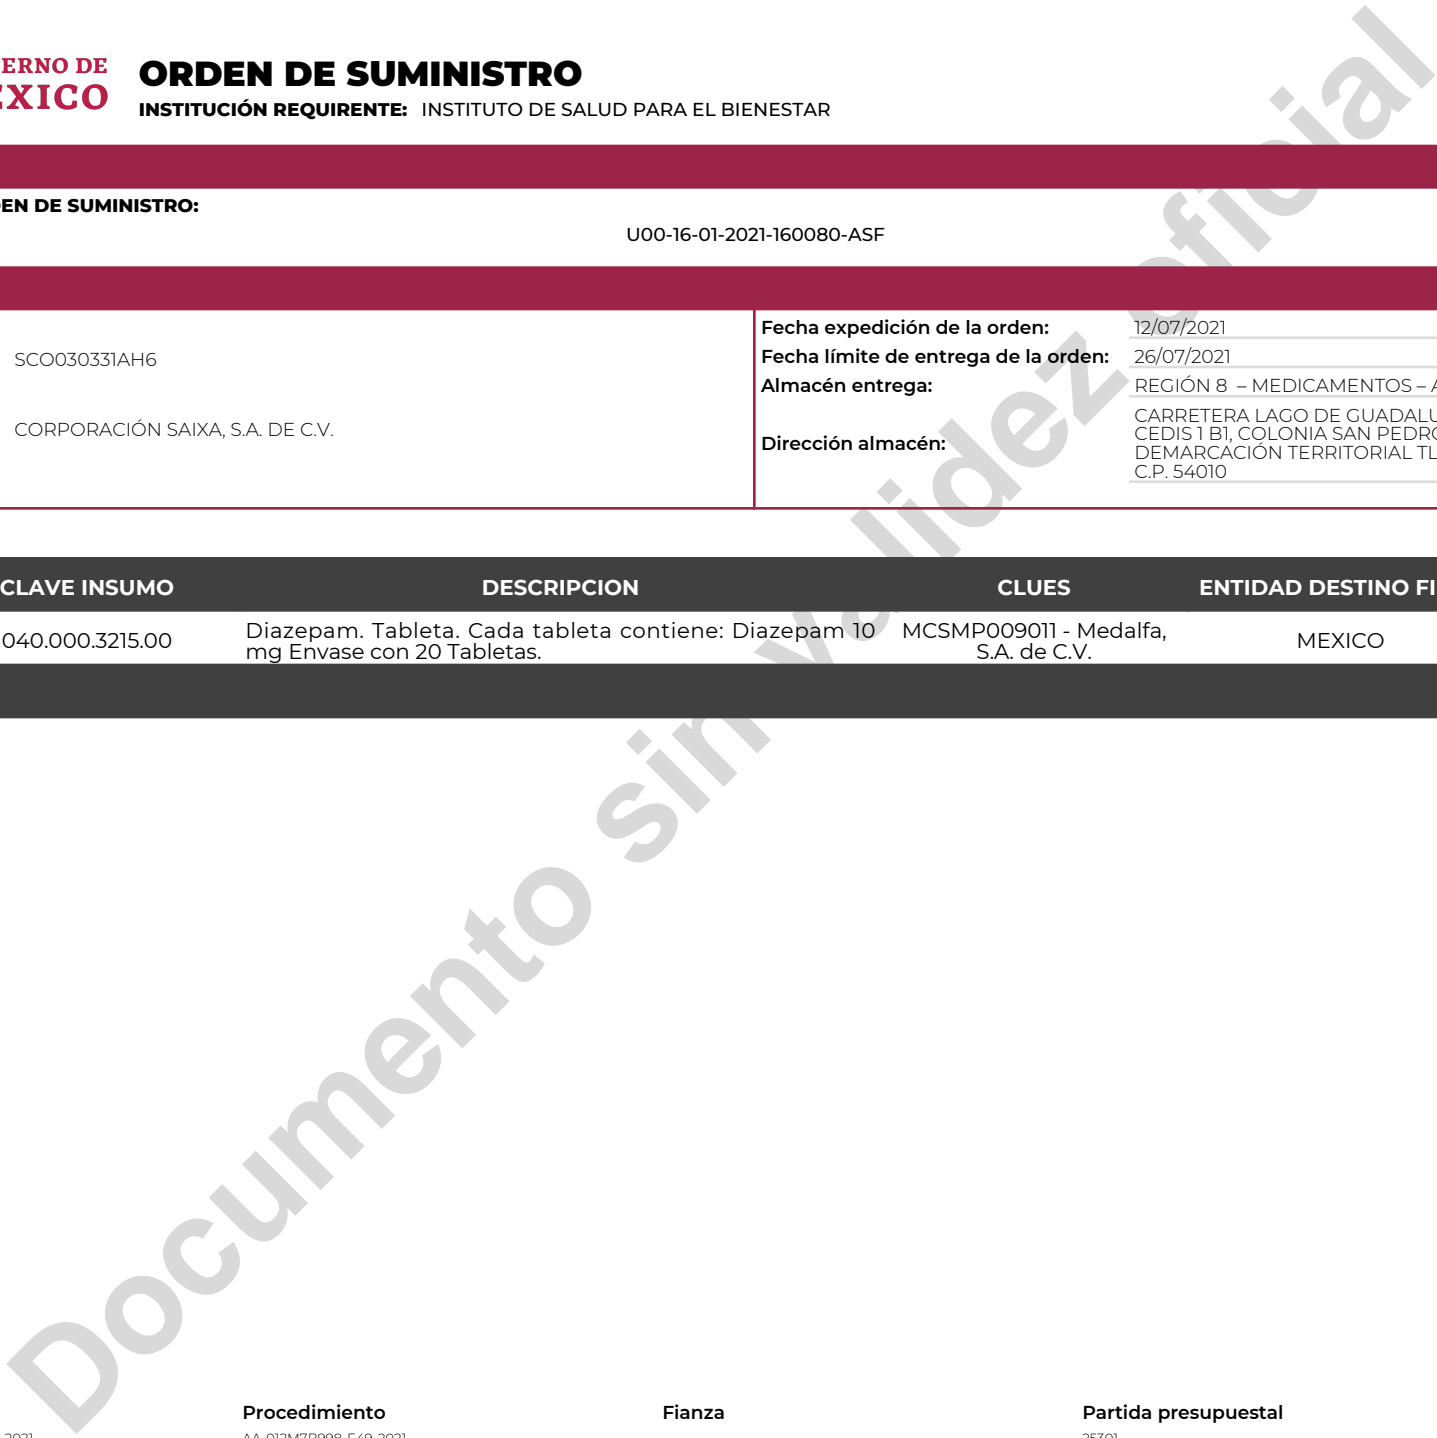 ERNO DE
EXICO
ORDEN DE SUMINISTRO
INSTITUCIÓN REQUIRENTE: INSTITUTO DE SALUD PARA EL BIENESTAR
EN DE SUMINISTRO:
U00-16-01-2021-160080-ASF
SCO030331AH6
CORPORACIÓN SAIXA, S.A. DE C.V.
Fecha expedición de la orden: 12/07/2021
Fecha límite de entrega de la orden: 26/07/2021
Almacén entrega: REGIÓN 8 – MEDICAMENTOS – A
Dirección almacén:
CARRETERA LAGO DE GUADALU
CEDIS 1 B1, COLONIA SAN PEDRO
DEMARCACIÓN TERRITORIAL TL
C.P. 54010
CLAVE INSUMO DESCRIPCION CLUES ENTIDAD DESTINO FI
040.000.3215.00
Diazepam. Tableta. Cada tableta contiene: Diazepam 10
mg Envase con 20 Tabletas.
MCSMP009011 - Medalfa,
S.A. de C.V.
MEXICO
Documento sin validez oficial
Procedimiento Fianza Partida presupuestal